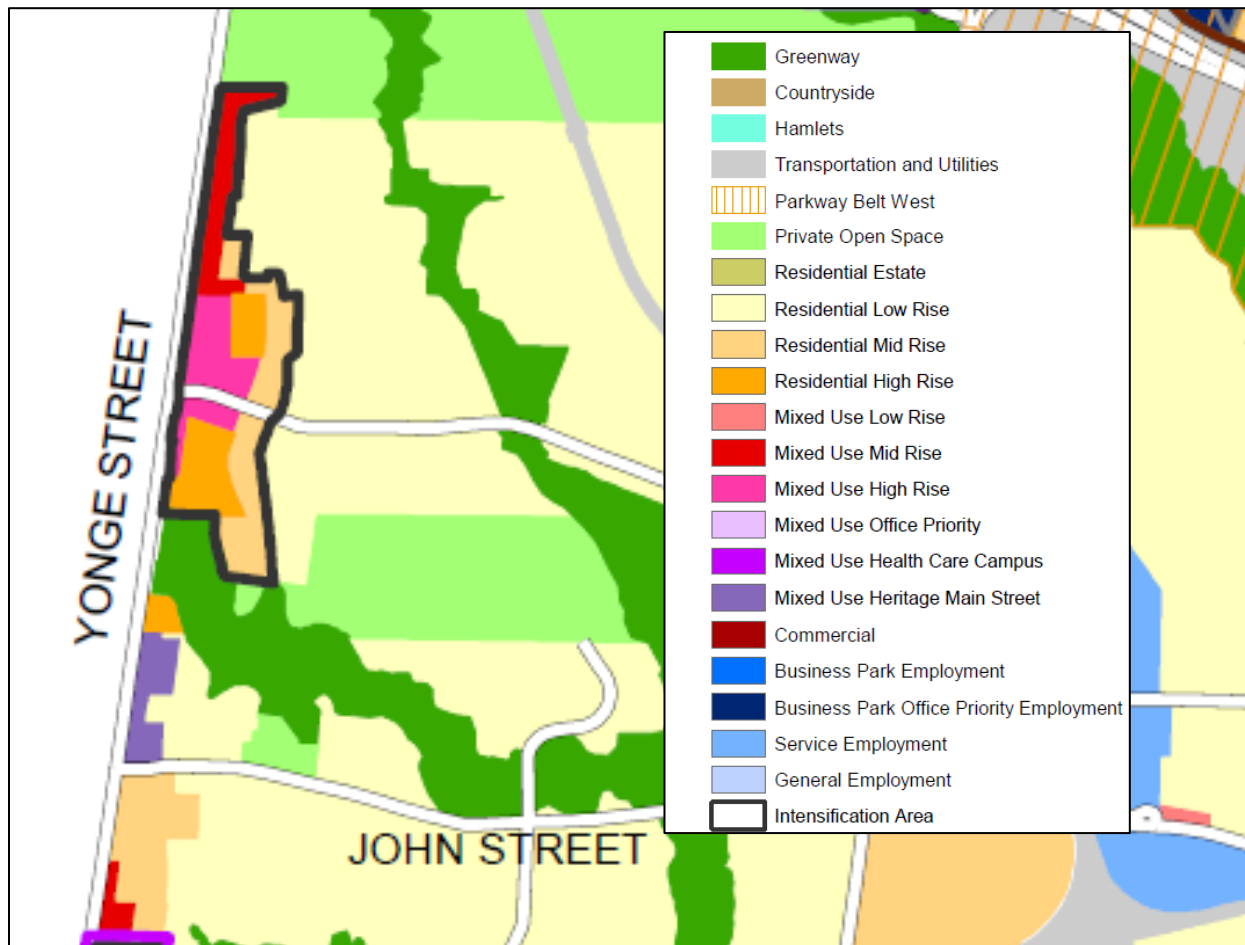 Greenway
Countryside
Hamlets
Transportation and Utilities
Parkway Belt West
Private Open Space
Residential Estate
Residential Low Rise
Residential Mid Rise
Residential High Rise
Mixed Use Low Rise
Mixed Use Mid Rise
Mixed Use High Rise
Mixed Use Office Priority
Mixed Use Health Care Campus
Mixed Use Heritage Main Street
Commercial
Business Park Employment
Business Park Office Priority Employment
Service Employment
General Employment
Intensification Area
YONGE STREET
JOHN STREET